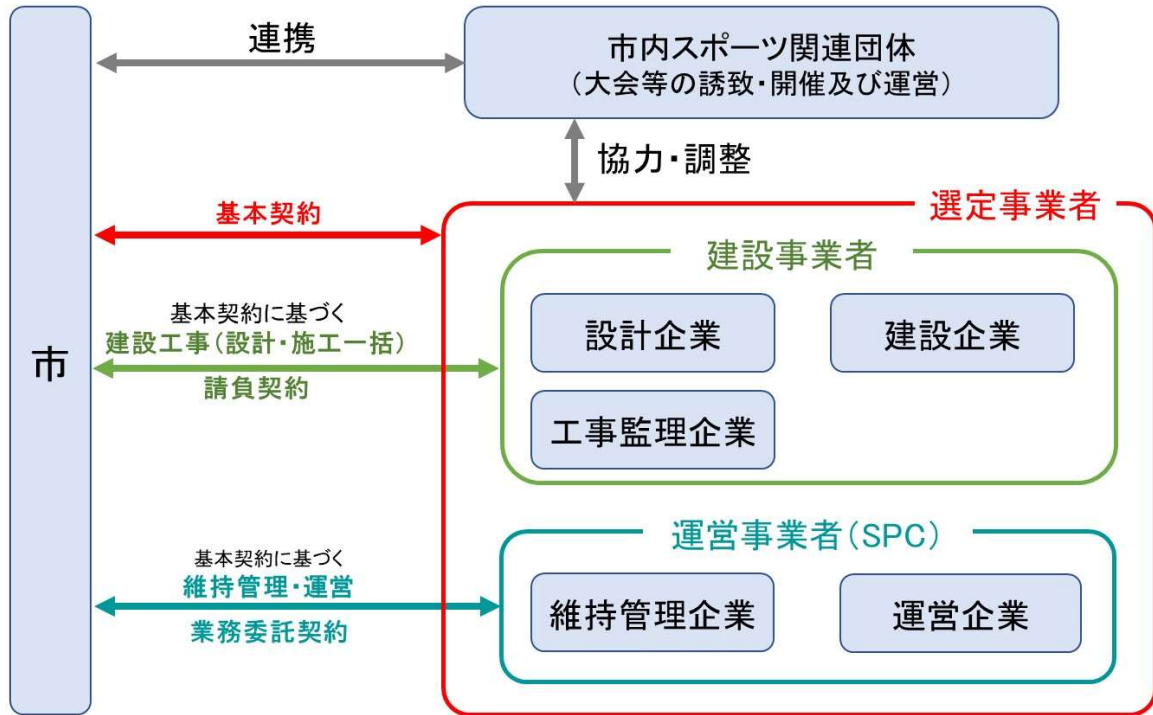 連携
市内スポーツ関連団体
（大会等の誘致・開催及び運営）
協力・調整
市
基本契約
選定事業者
建設事業者
基本契約に基づく
建設工事（設計・施工一括）
請負契約
設計企業
建設企業
工事監理企業
運営事業者（SPC）
基本契約に基づく
維持管理・運営
業務委託契約
維持管理企業
運営企業